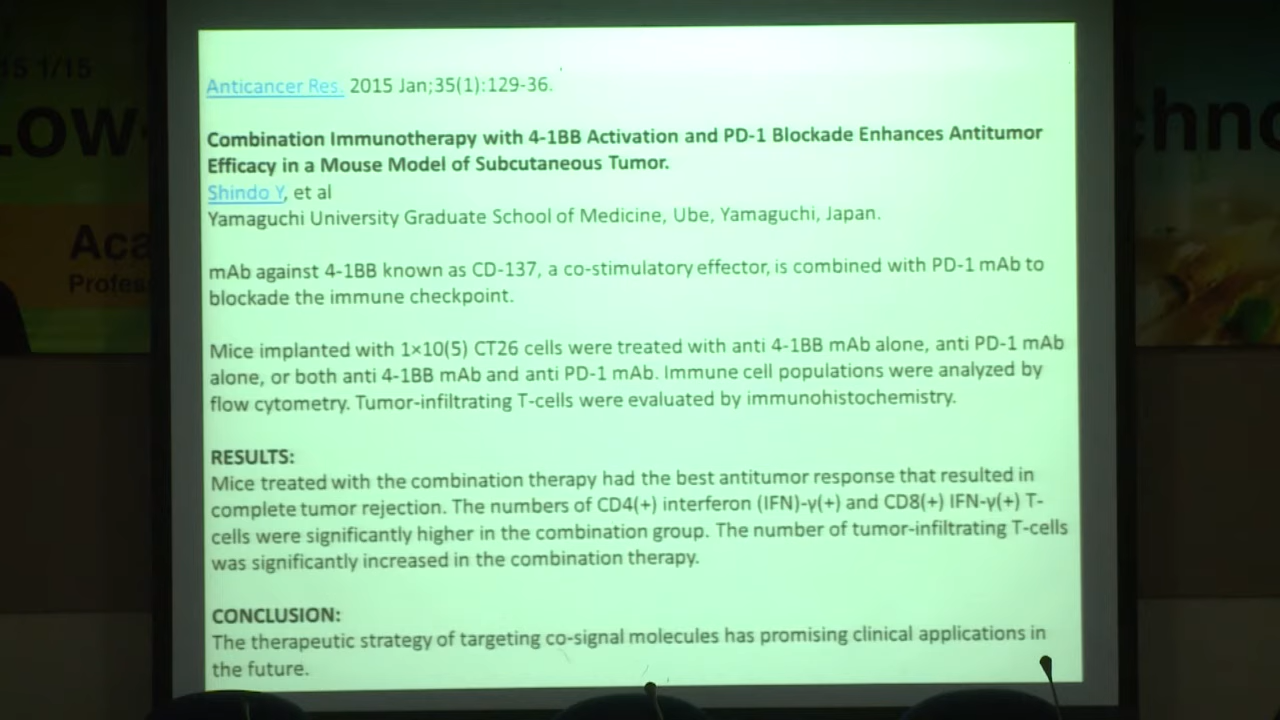 15 1/15
LOW-
Aca
Profes
chno
Anticancer Res. 2015 Jan;35(1):129-36.
Combination Immunotherapy with 4-1BB Activation and PD-1 Blockade Enhances Antitumor
Efficacy in a Mouse Model of Subcutaneous Tumor.
Shindo Y, et al
Yamaguchi University Graduate School of Medicine, Ube, Yamaguchi, Japan.
mAb against 4-1BB known as CD-137, a co-stimulatory effector, is combined with PD-1 mAb to
blockade the immune checkpoint.
Mice implanted with 1×10(5) CT26 cells were treated with anti 4-1BB mAb alone, anti PD-1 mAb
alone, or both anti 4-1BB mAb and anti PD-1 mAb. Immune cell populations were analyzed by
flow cytometry. Tumor-infiltrating T-cells were evaluated by immunohistochemistry.
RESULTS:
Mice treated with the combination therapy had the best antitumor response that resulted in
complete tumor rejection. The numbers of CD4(+) interferon (IFN)-γ(+) and CD8(+) IFN-γ(+) T-
cells were significantly higher in the combination group. The number of tumor-infiltrating T-cells
was significantly increased in the combination therapy.
CONCLUSION:
The therapeutic strategy of targeting co-signal molecules has promising clinical applications in
the future.